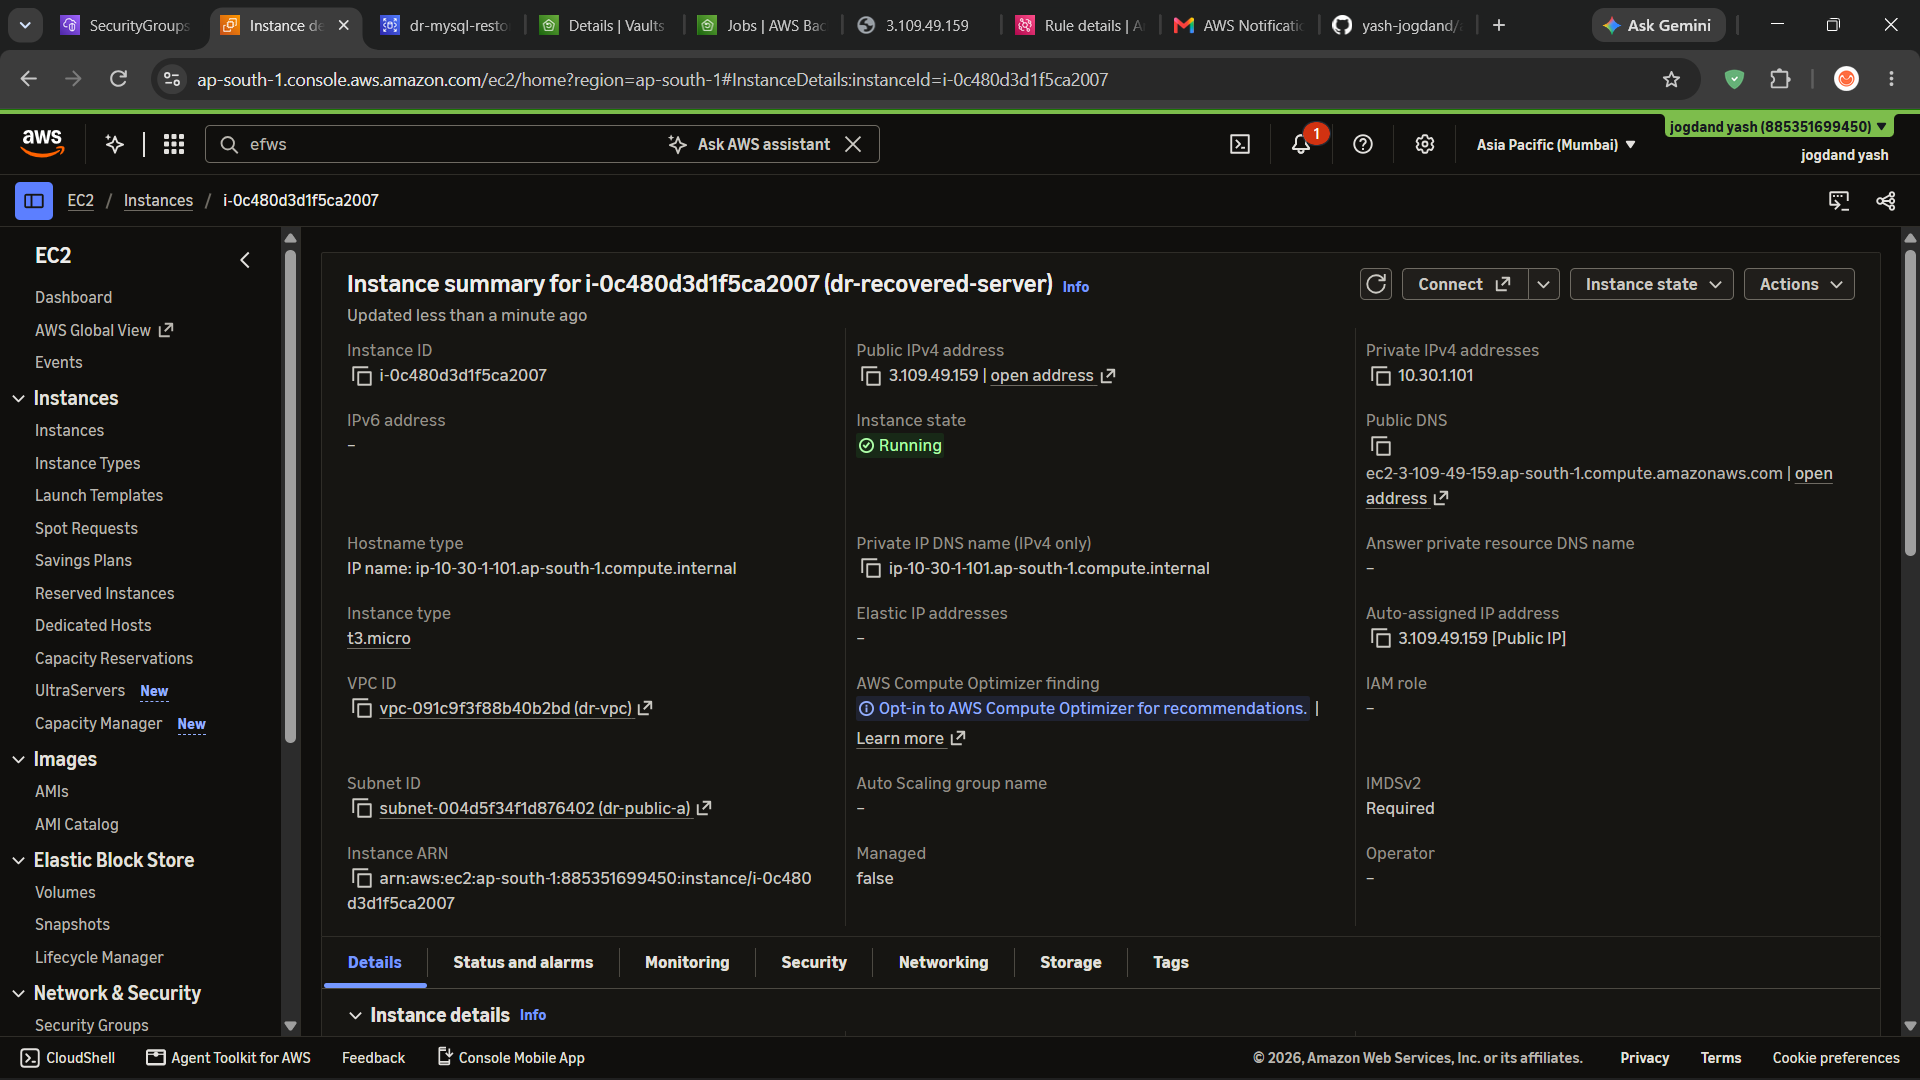 SecurityGroups
Instance de
dr-mysql-resto
Details | Vaults
Jobs | AWS Bac
3.109.49.159
Rule details | A
AWS Notificatio
yash-jogdand/
Ask Gemini
ap-south-1.console.aws.amazon.com/ec2/home?region=ap-south-1#InstanceDetails:instanceId=i-0c480d3d1f5ca2007
aws
efws
Ask AWS assistant
1
Asia Pacific (Mumbai)
jogdand yash (885351699450)
jogdand yash
EC2 / Instances / i-0c480d3d1f5ca2007
EC2
Dashboard
AWS Global View
Events
Instances
Instances
Instance Types
Launch Templates
Spot Requests
Savings Plans
Reserved Instances
Dedicated Hosts
Capacity Reservations
UltraServers New
Capacity Manager New
Images
AMIs
AMI Catalog
Elastic Block Store
Volumes
Snapshots
Lifecycle Manager
Network & Security
Security Groups
Instance summary for i-0c480d3d1f5ca2007 (dr-recovered-server) Info
Updated less than a minute ago
Connect
Instance state
Actions
Instance ID
i-0c480d3d1f5ca2007
Public IPv4 address
3.109.49.159 | open address
Private IPv4 addresses
10.30.1.101
IPv6 address
–
Instance state
Running
Public DNS
ec2-3-109-49-159.ap-south-1.compute.amazonaws.com | open
address
Hostname type
IP name: ip-10-30-1-101.ap-south-1.compute.internal
Private IP DNS name (IPv4 only)
ip-10-30-1-101.ap-south-1.compute.internal
Answer private resource DNS name
–
Instance type
t3.micro
Elastic IP addresses
–
Auto-assigned IP address
3.109.49.159 [Public IP]
VPC ID
vpc-091c9f3f88b40b2bd (dr-vpc)
AWS Compute Optimizer finding
Opt-in to AWS Compute Optimizer for recommendations. |
Learn more
IAM role
–
Subnet ID
subnet-004d5f34f1d876402 (dr-public-a)
Auto Scaling group name
–
IMDSv2
Required
Instance ARN
arn:aws:ec2:ap-south-1:885351699450:instance/i-0c480
d3d1f5ca2007
Managed
false
Operator
–
Details
Status and alarms
Monitoring
Security
Networking
Storage
Tags
Instance details Info
CloudShell
Agent Toolkit for AWS
Feedback
Console Mobile App
© 2026, Amazon Web Services, Inc. or its affiliates.
Privacy
Terms
Cookie preferences